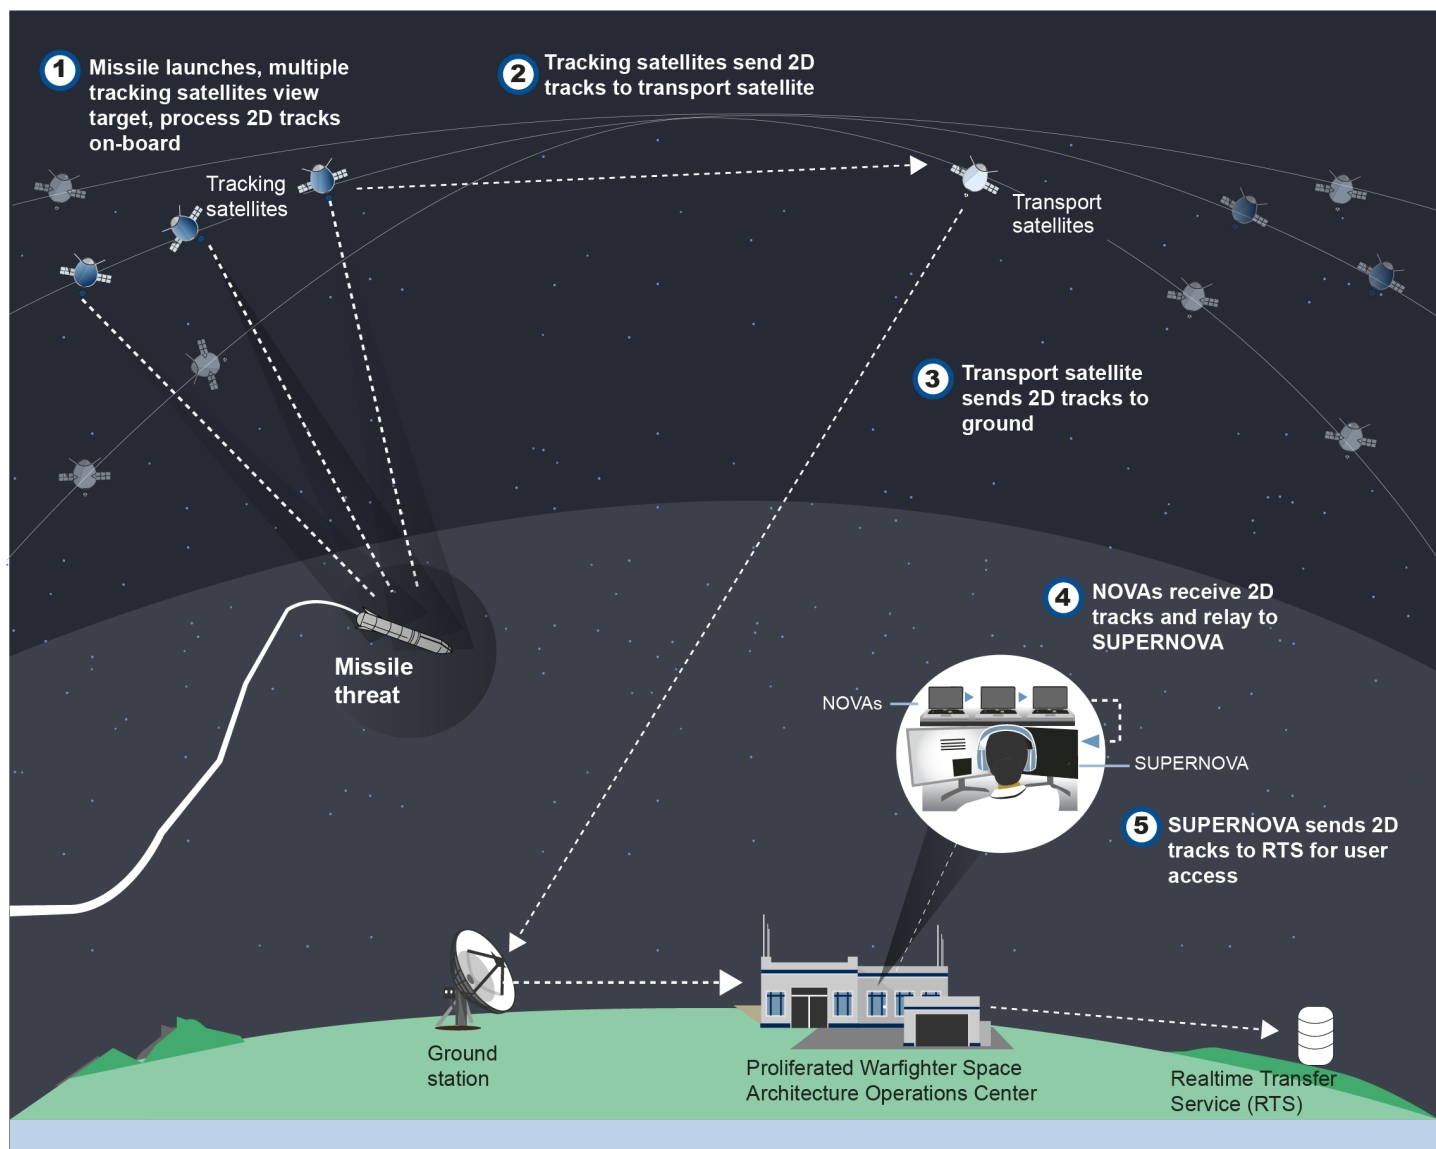 1
Missile launches, multiple
tracking satellites view
target, process 2D tracks
on-board
2
Tracking satellites send 2D
tracks to transport satellite
Tracking
satellites
Transport
satellites
3
Transport satellite
sends 2D tracks to
ground
4
NOVAs receive 2D
tracks and relay to
SUPERNOVA
Missile
threat
NOVAs
SUPERNOVA
5
SUPERNOVA sends 2D
tracks to RTS for user
access
Ground
station
Proliferated Warfighter Space
Architecture Operations Center
Realtime Transfer
Service (RTS)